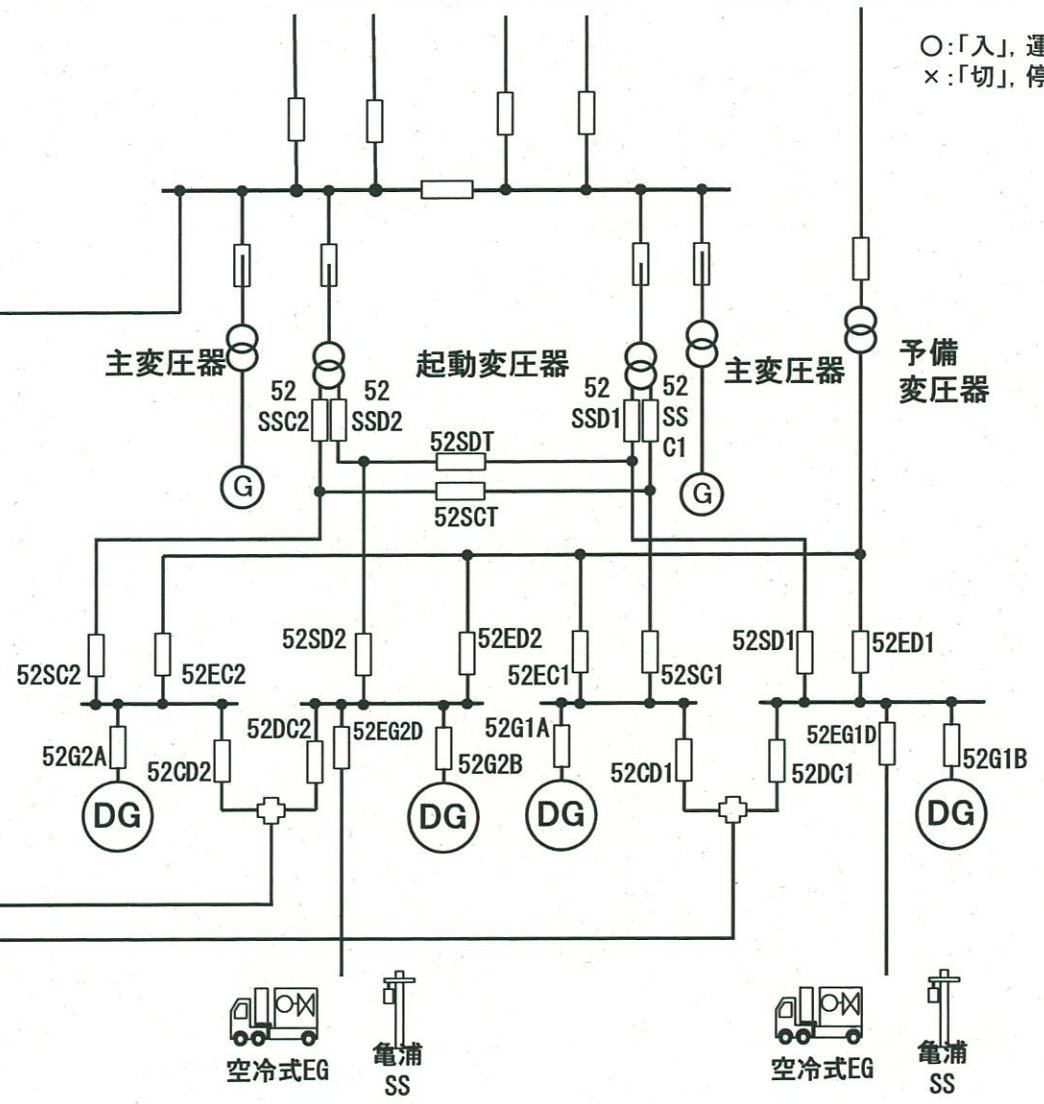 ○:「入」, 運
×:「切」, 停
主変圧器
起動変圧器
主変圧器
予備
変圧器
52
SSC2
52
SSD2
52
SSD1
52
SS
C1
52SDT
52SCT
G
G
52SC2
52EC2
52SD2
52ED2
52EC1
52SC1
52SD1
52ED1
52G2A
52CD2
52DC2
52EG2D
52G2B
52G1A
52CD1
52DC1
52EG1D
52G1B
DG
DG
DG
DG
空冷式EG
亀浦
SS
空冷式EG
亀浦
SS